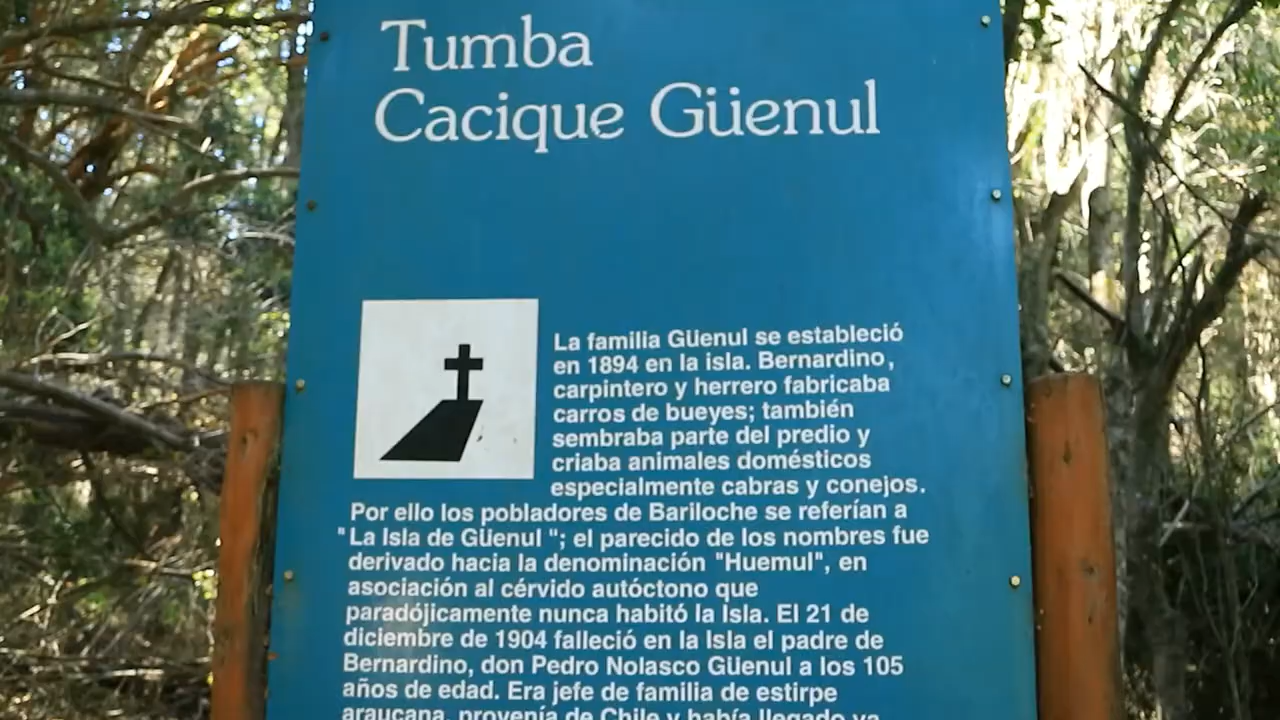 Tumba
Cacique Güenul
La familia Güenul se estableció
en 1894 en la isla. Bernardino,
carpintero y herrero fabricaba
carros de bueyes; también
sembraba parte del predio y
criaba animales domésticos
especialmente cabras y conejos.
Por ello los pobladores de Bariloche se referían a
"La Isla de Güenul "; el parecido de los nombres fue
derivado hacia la denominación "Huemul", en
asociación al cérvido autóctono que
paradójicamente nunca habitó la Isla. El 21 de
diciembre de 1904 falleció en la Isla el padre de
Bernardino, don Pedro Nolasco Güenul a los 105
años de edad. Era jefe de familia de estirpe
araucana, provenía de Chile y había llegado ya